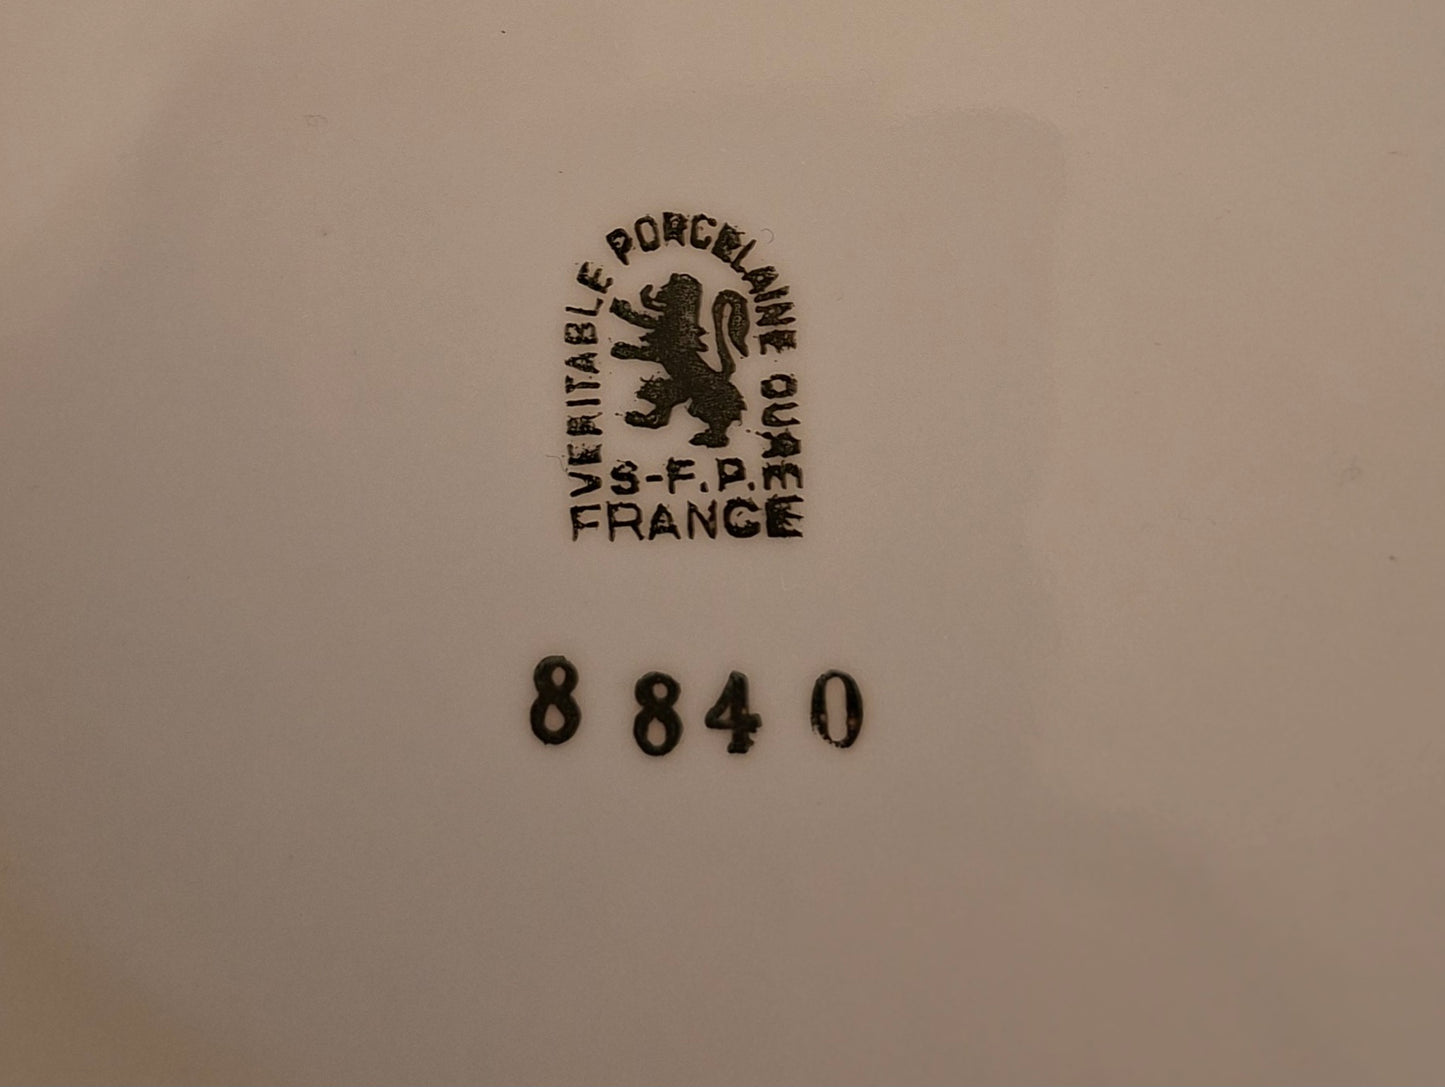 VERITABLE PORCELAINE DURE
S-F.P.
FRANCE
8840